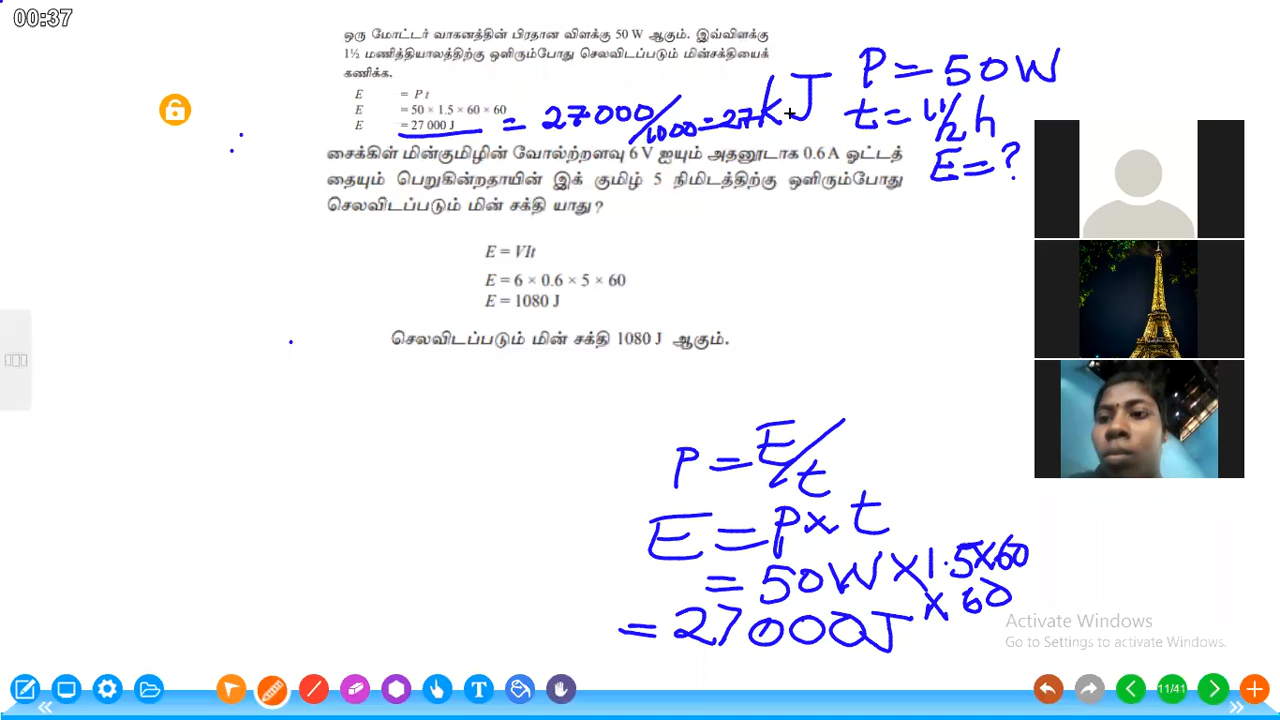 00:37
ஒரு மோட்டர் வாகனத்தின் பிரதான விளக்கு 50 W ஆகும். இவ்விளக்கு
1½ மணித்தியாலத்திற்கு ஒளிரும்போது செலவிடப்படும் மின்சக்தியைக்
கணிக்க.
E = P t
E = 50 × 1.5 × 60 × 60
E = 27 000 J = 27000/1000 = 27kJ
P = 50W
t = 1 1/2 h
E = ?
சைக்கிள் மின்குமிழின் வோல்ற்றளவு 6 V ஐயும் அதனூடாக 0.6 A ஓட்டத்
தையும் பெறுகின்றதாயின் இக் குமிழ் 5 நிமிடத்திற்கு ஒளிரும்போது
செலவிடப்படும் மின் சக்தி யாது?
E = VIt
E = 6 × 0.6 × 5 × 60
E = 1080 J
செலவிடப்படும் மின் சக்தி 1080 J ஆகும்.
P = E/t
E = P × t
= 50W × 1.5 × 60
× 60
= 27000J
Activate Windows
Go to Settings to activate Windows.
11/41